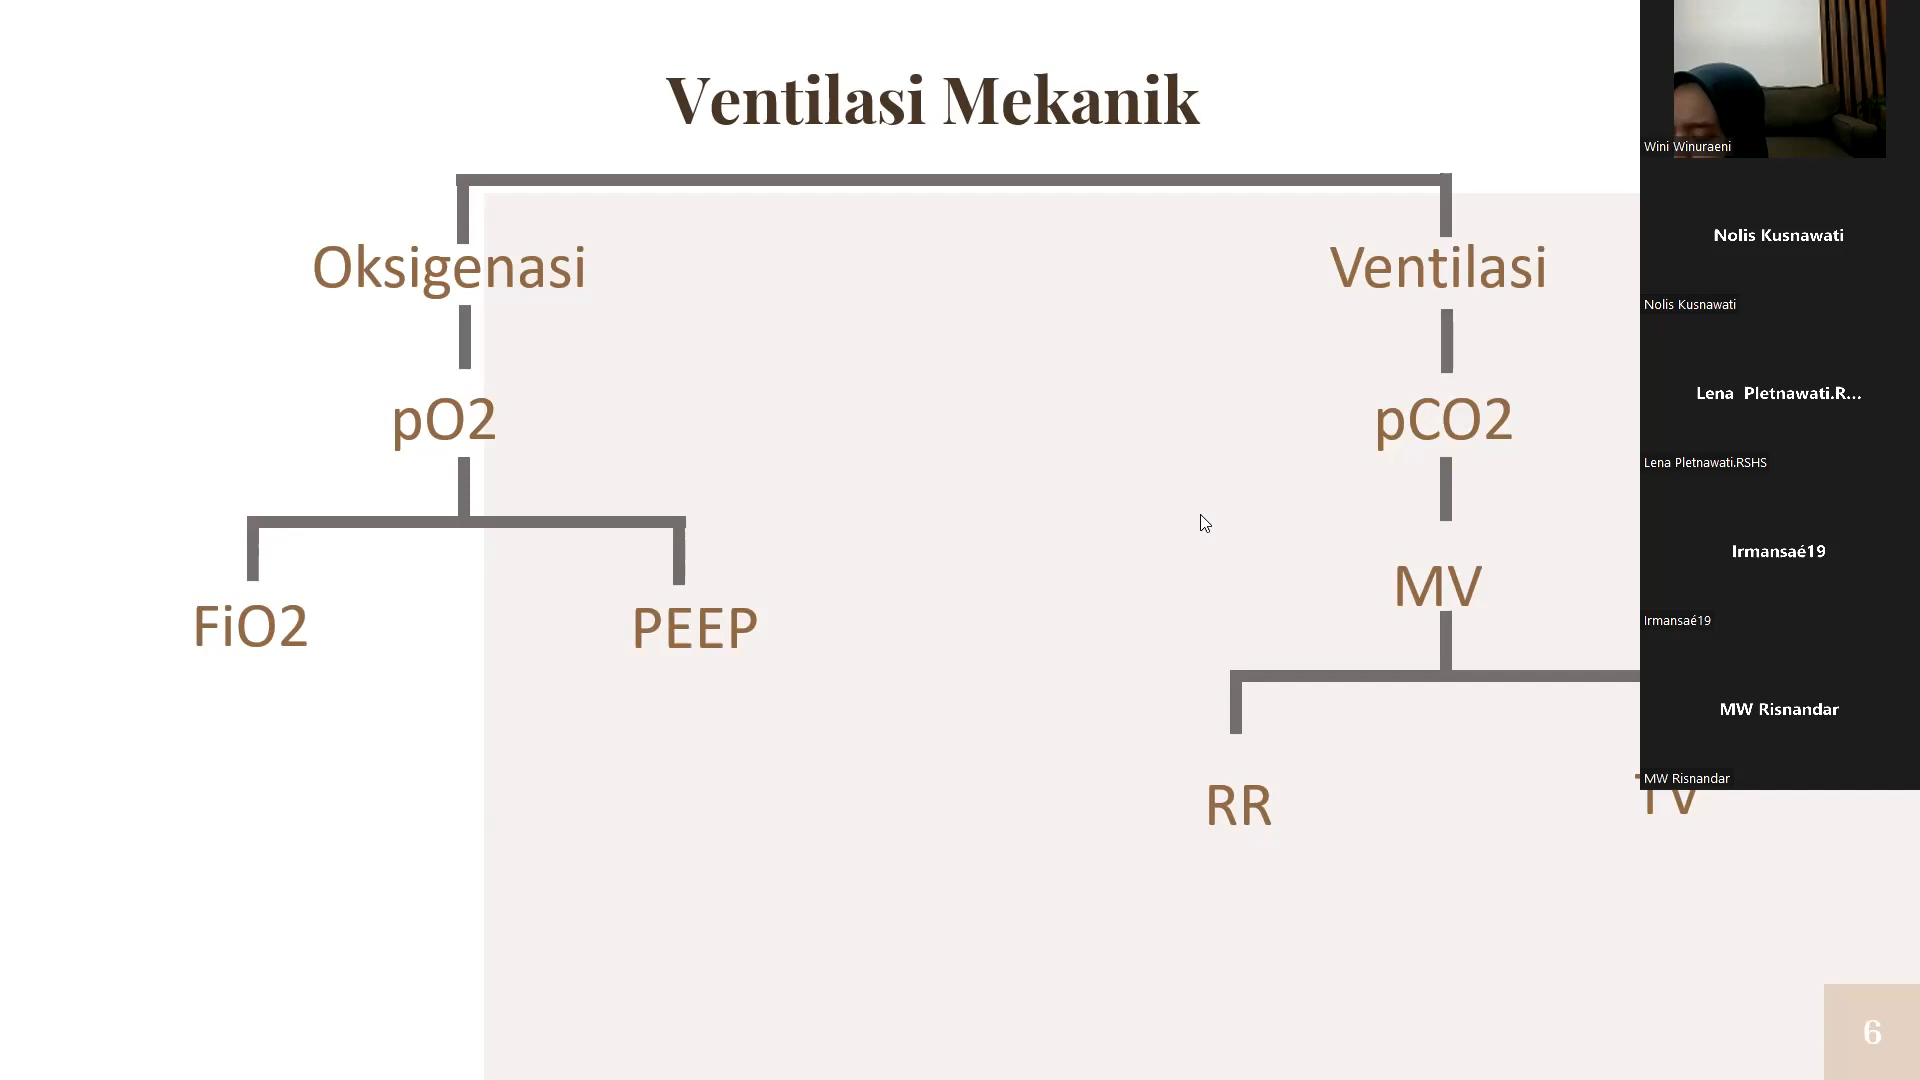 Ventilasi Mekanik
Oksigenasi
Ventilasi
pO2
pCO2
MV
FiO2
PEEP
RR
TV
6
Wini Winuraeni
Nolis Kusnawati
Nolis Kusnawati
Lena Pletnawati.R...
Lena Pletnawati.RSHS
Irmansaé19
Irmansaé19
MW Risnandar
MW Risnandar